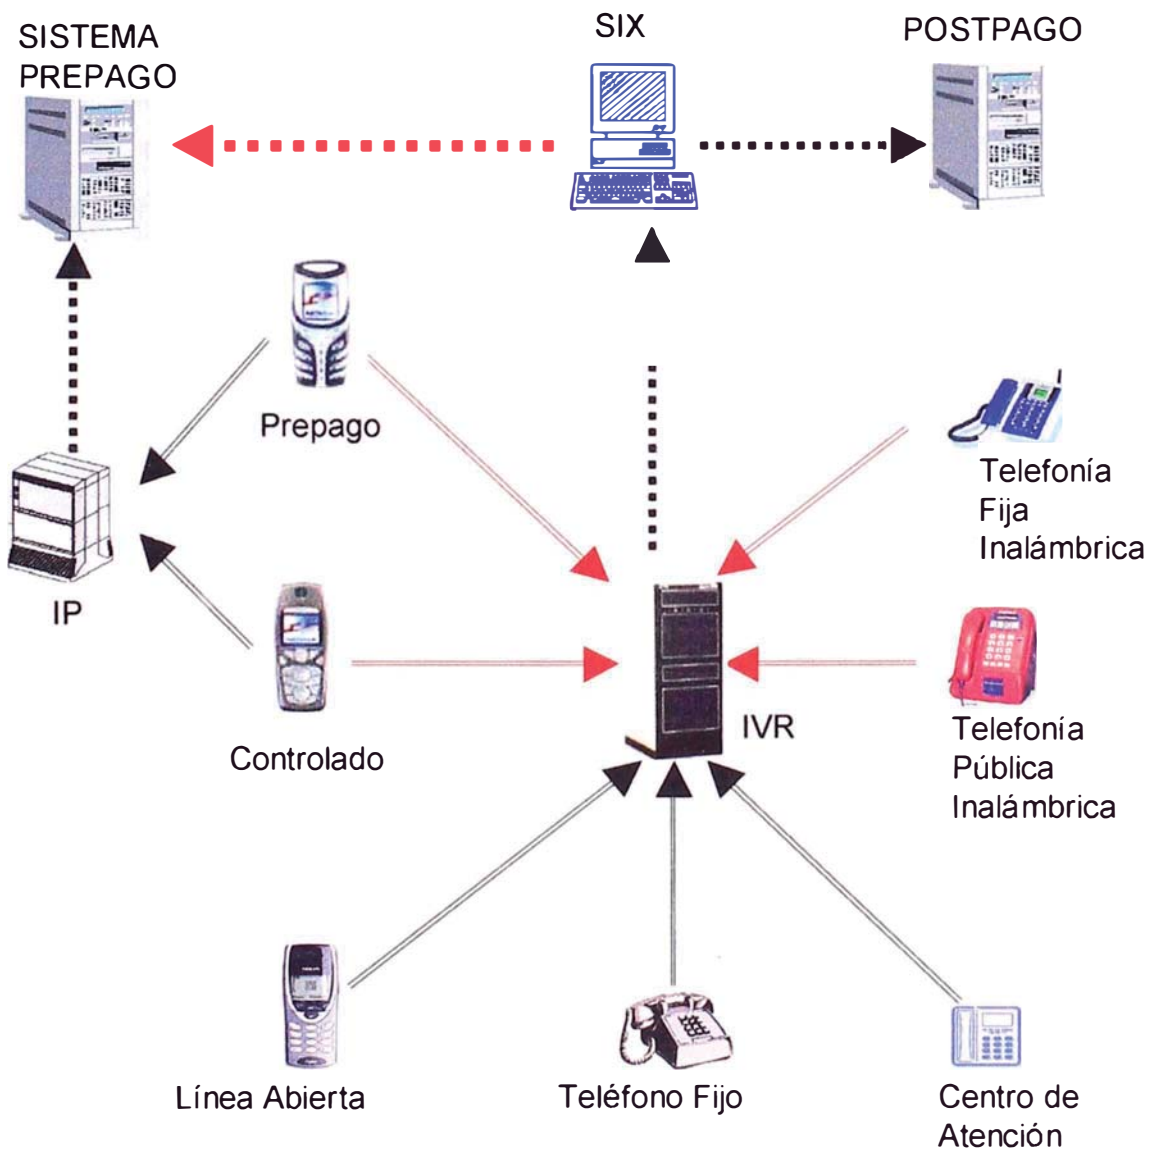 SISTEMA
PREPAGO
SIX
POSTPAGO
Prepago
Telefonía
Fija
Inalámbrica
IP
IVR
Controlado
Telefonía
Pública
Inalámbrica
Línea Abierta
Teléfono Fijo
Centro de
Atención